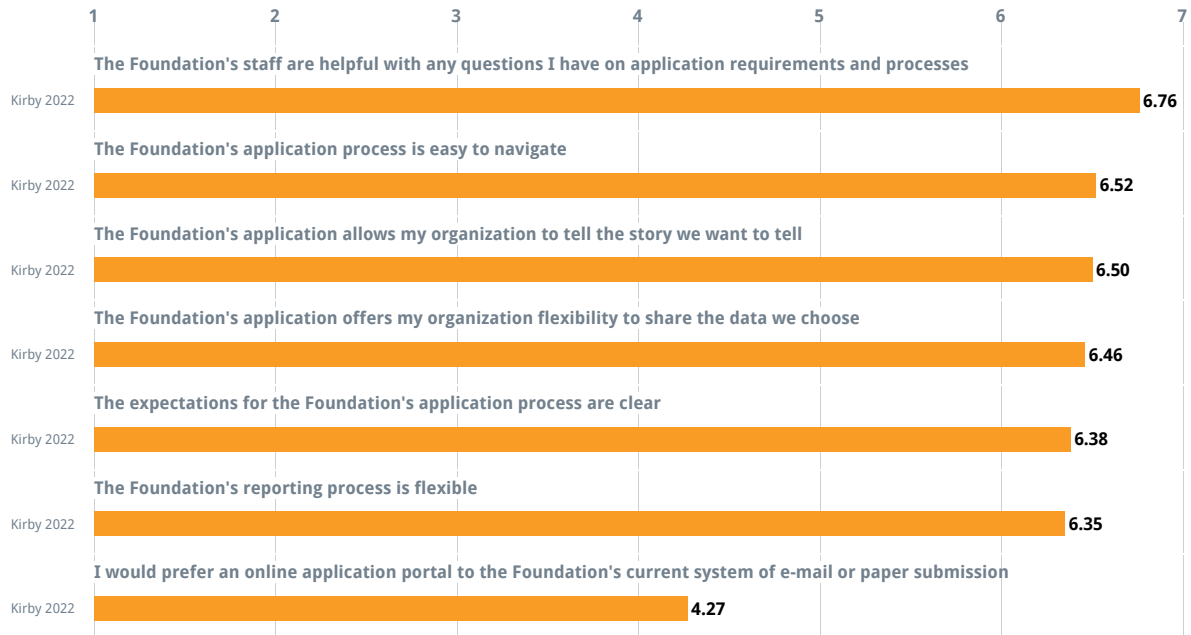 1 2 3 4 5 6 7
The Foundation's staff are helpful with any questions I have on application requirements and processes
Kirby 2022 6.76
The Foundation's application process is easy to navigate
Kirby 2022 6.52
The Foundation's application allows my organization to tell the story we want to tell
Kirby 2022 6.50
The Foundation's application offers my organization flexibility to share the data we choose
Kirby 2022 6.46
The expectations for the Foundation's application process are clear
Kirby 2022 6.38
The Foundation's reporting process is flexible
Kirby 2022 6.35
I would prefer an online application portal to the Foundation's current system of e-mail or paper submission
Kirby 2022 4.27